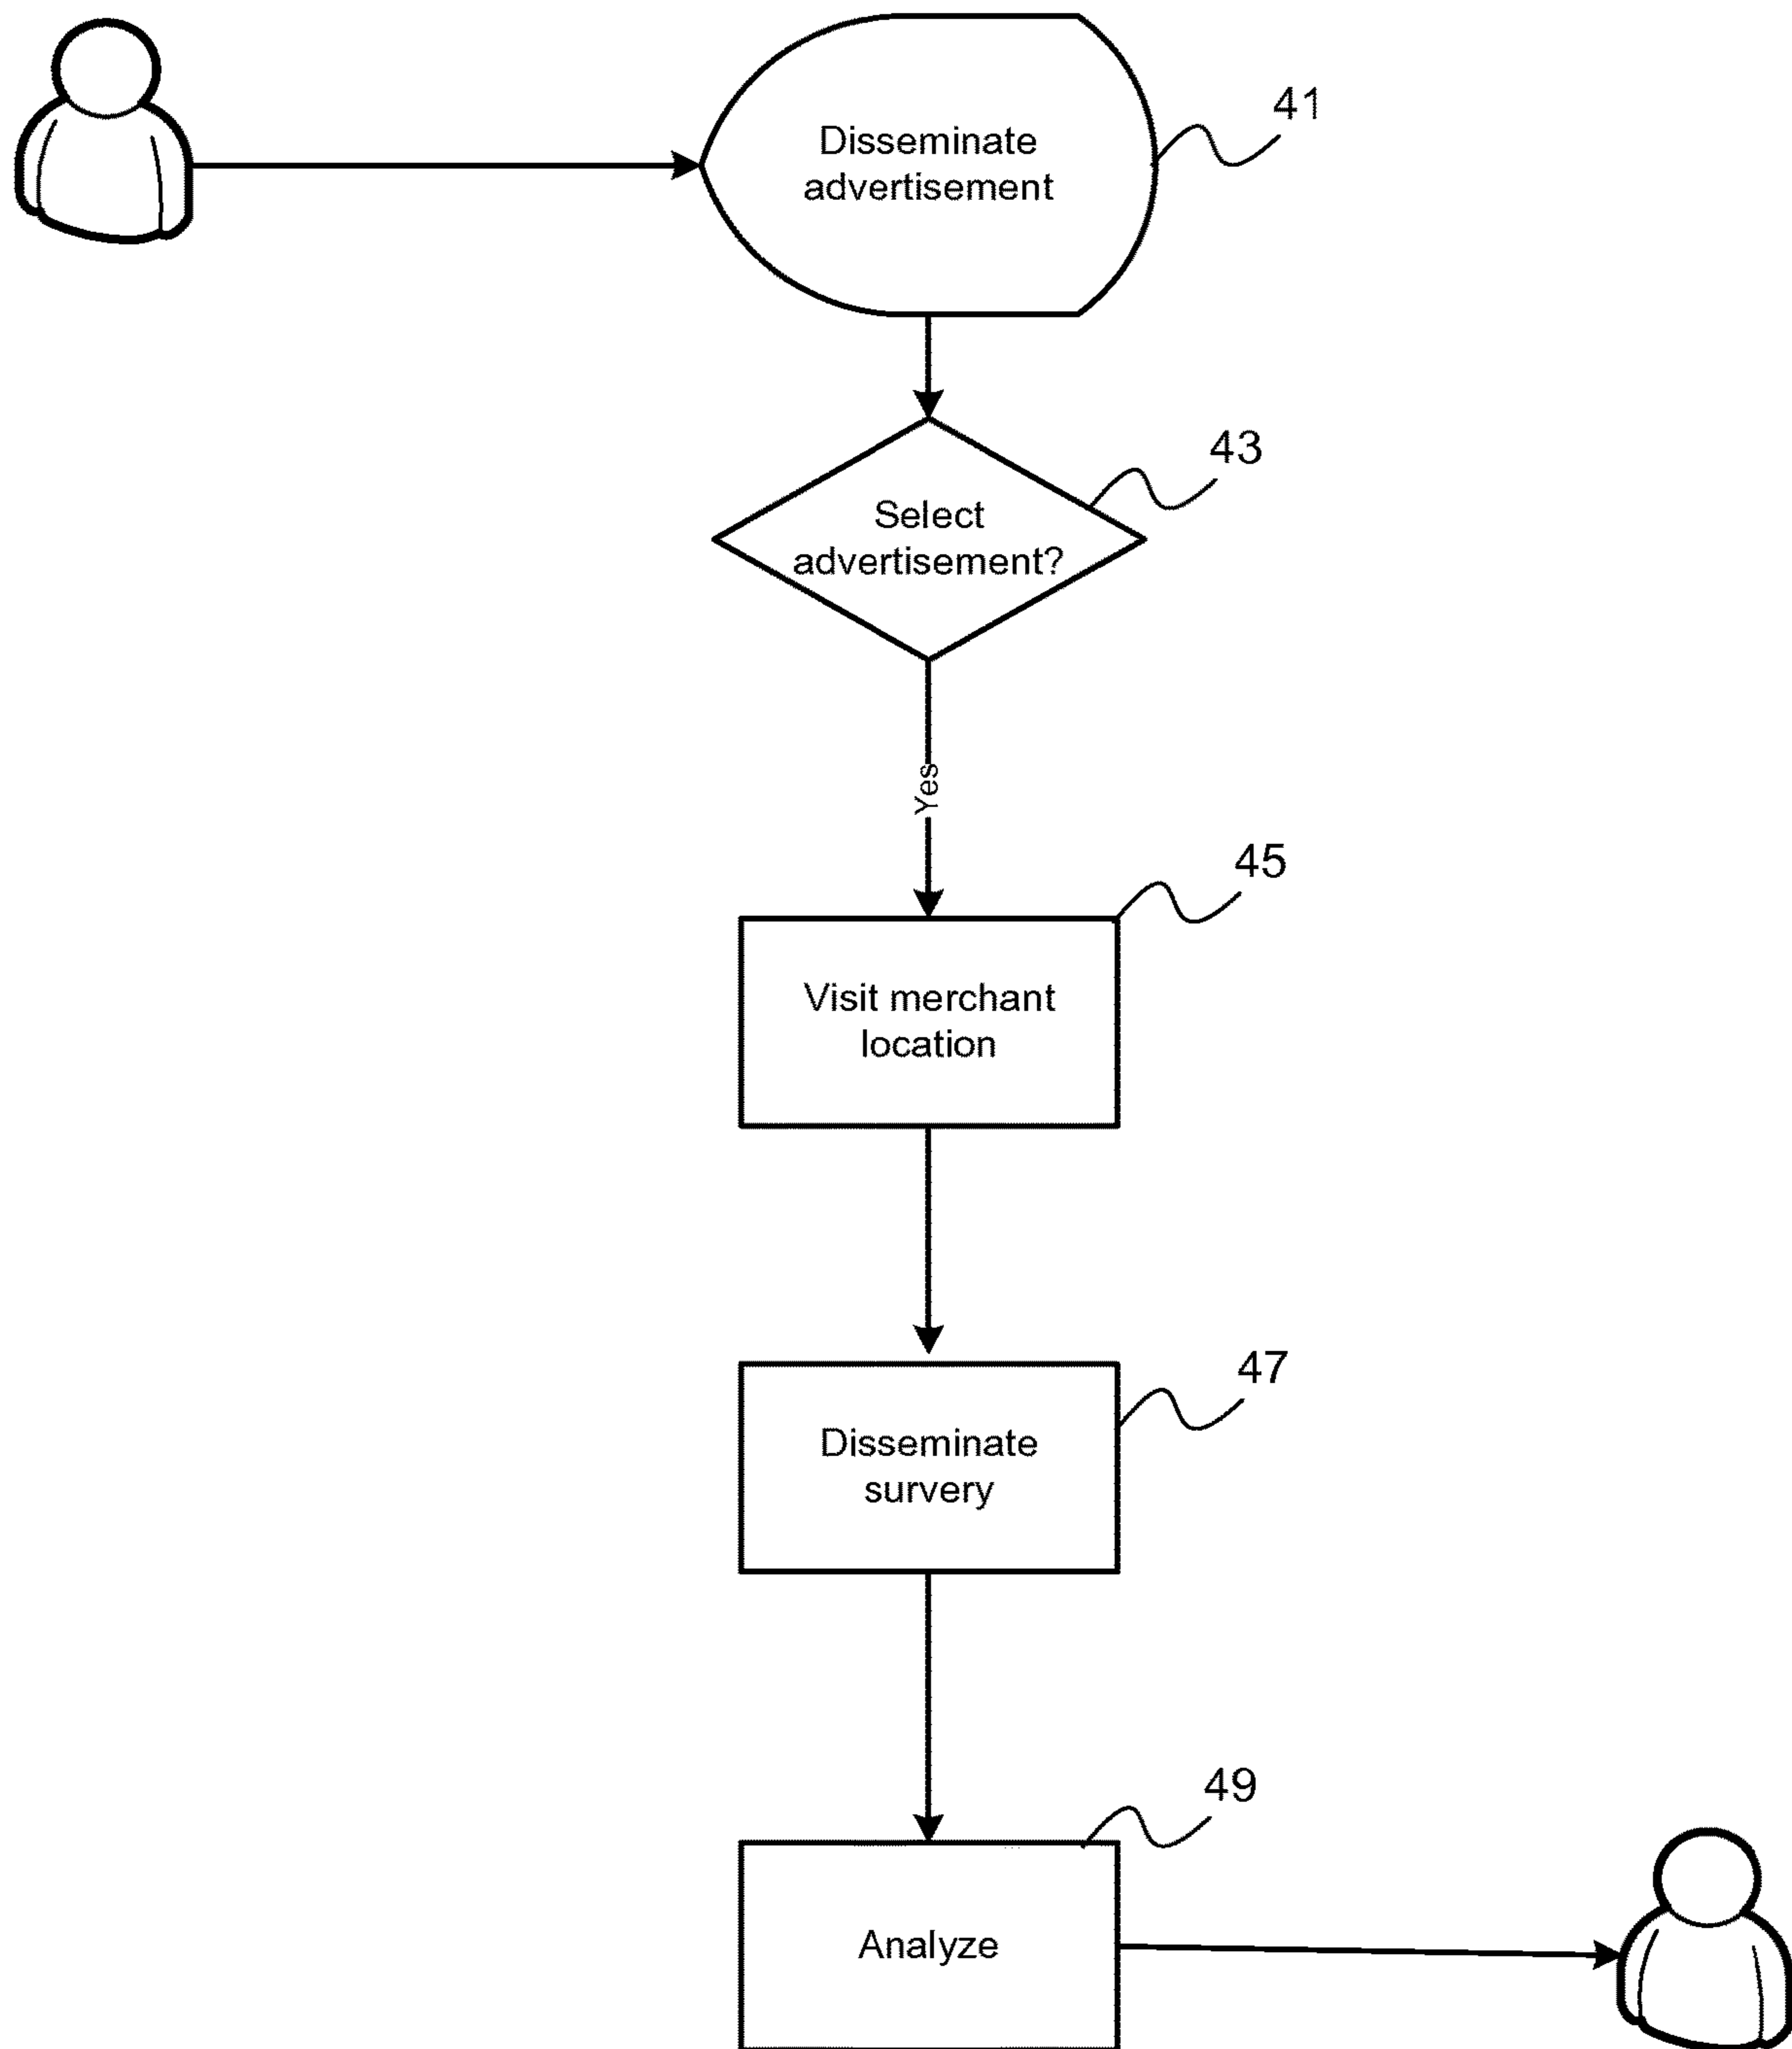 Disseminate
advertisement
41
Select
advertisement?
43
Yes
45
Visit merchant
location
47
Disseminate
survery
49
Analyze